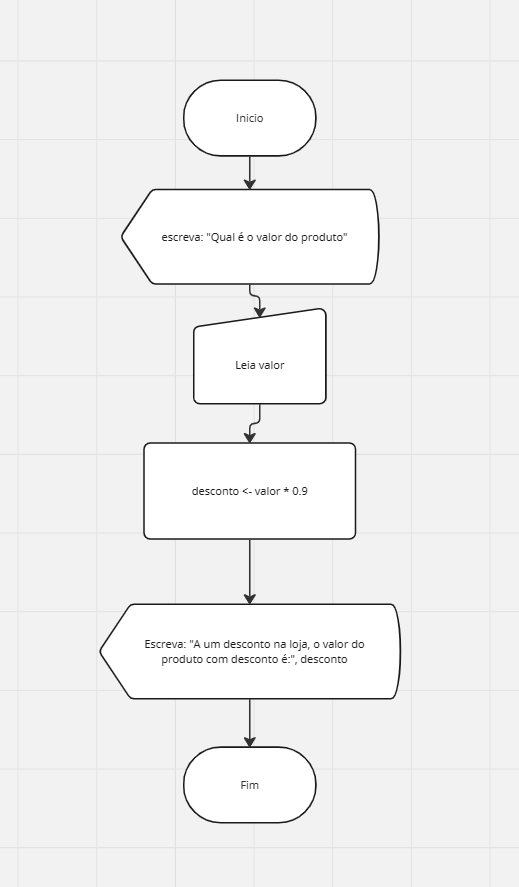 Inicio
escreva: "Qual é o valor do produto"
Leia valor
desconto <- valor * 0.9
Escreva: "A um desconto na loja, o valor do
produto com desconto é:", desconto
Fim